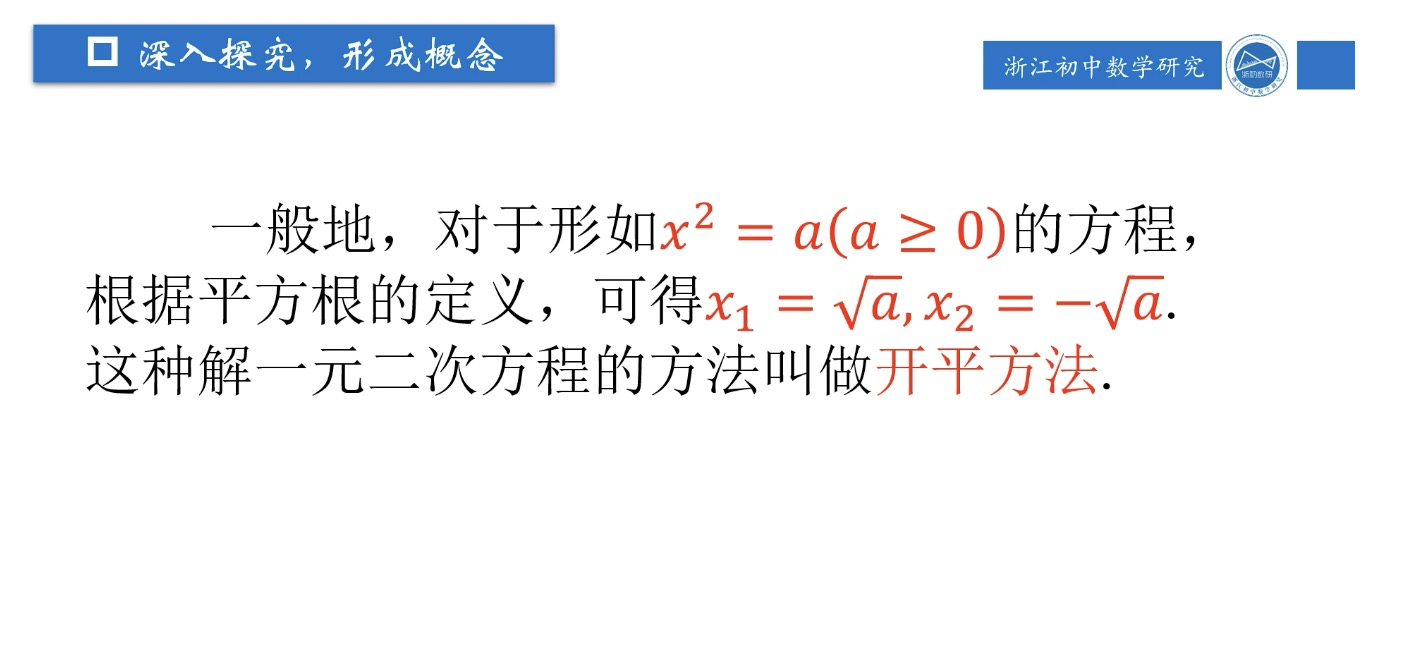 深入探究，形成概念
浙江初中数学研究
一般地，对于形如x² = a(a ≥ 0)的方程，
根据平方根的定义，可得x₁ = √a, x₂ = −√a.
这种解一元二次方程的方法叫做开平方法.